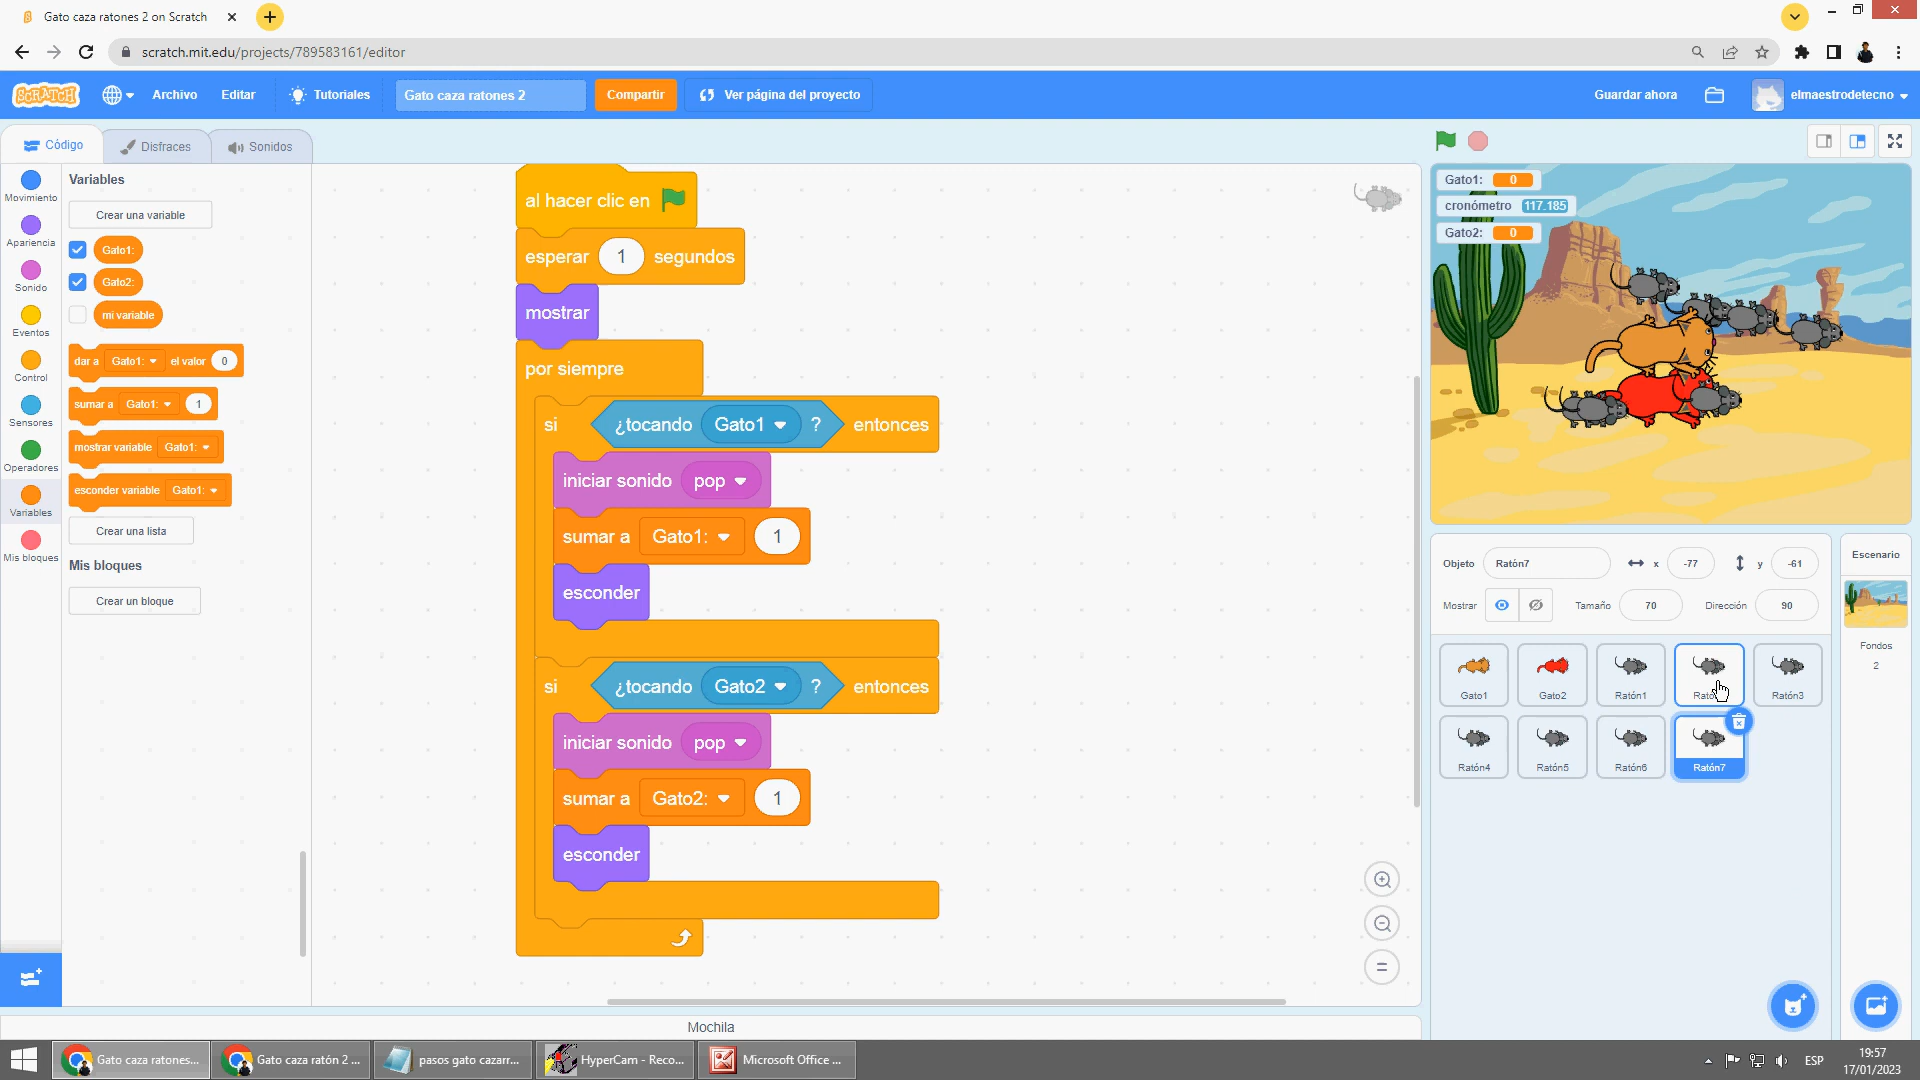 Gato caza ratones 2 on Scratch
scratch.mit.edu/projects/789583161/editor
SCRATCH
Archivo
Editar
Tutoriales
Gato caza ratones 2
Compartir
Ver página del proyecto
Guardar ahora
elmaestrodetecno
Código
Disfraces
Sonidos
Movimiento
Apariencia
Sonido
Eventos
Control
Sensores
Operadores
Variables
Mis bloques
Variables
Crear una variable
Gato1:
Gato2:
mi variable
dar a Gato1: el valor 0
sumar a Gato1: 1
mostrar variable Gato1:
esconder variable Gato1:
Crear una lista
Mis bloques
Crear un bloque
al hacer clic en
esperar 1 segundos
mostrar
por siempre
si ¿tocando Gato1 ? entonces
iniciar sonido pop
sumar a Gato1: 1
esconder
si ¿tocando Gato2 ? entonces
iniciar sonido pop
sumar a Gato2: 1
esconder
Mochila
Gato1: 0
cronómetro 117.185
Gato2: 0
Objeto Ratón7 x -77 y -61
Mostrar Tamaño 70 Dirección 90
Gato1
Gato2
Ratón1
Ratón3
Ratón4
Ratón5
Ratón6
Ratón7
Escenario
Fondos
2
Gato caza ratones...
Gato caza ratón 2 ...
pasos gato cazarr...
HyperCam - Reco...
Microsoft Office ...
ESP
19:57
17/01/2023